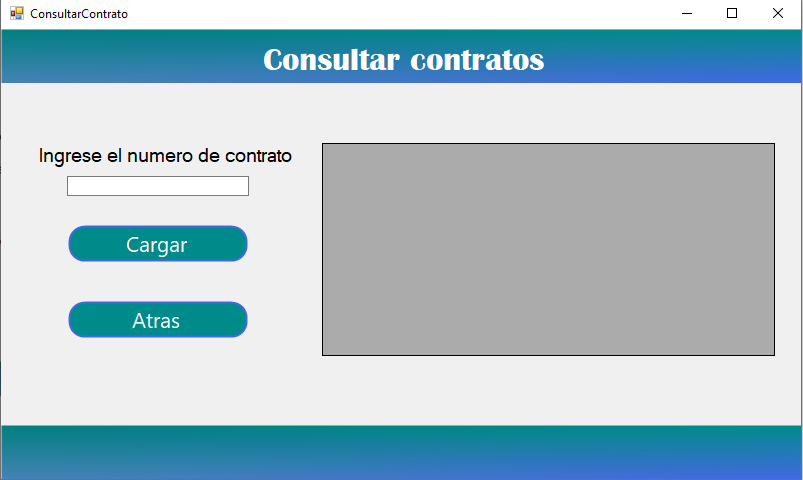 ConsultarContrato
Consultar contratos
Ingrese el numero de contrato
Cargar
Atras